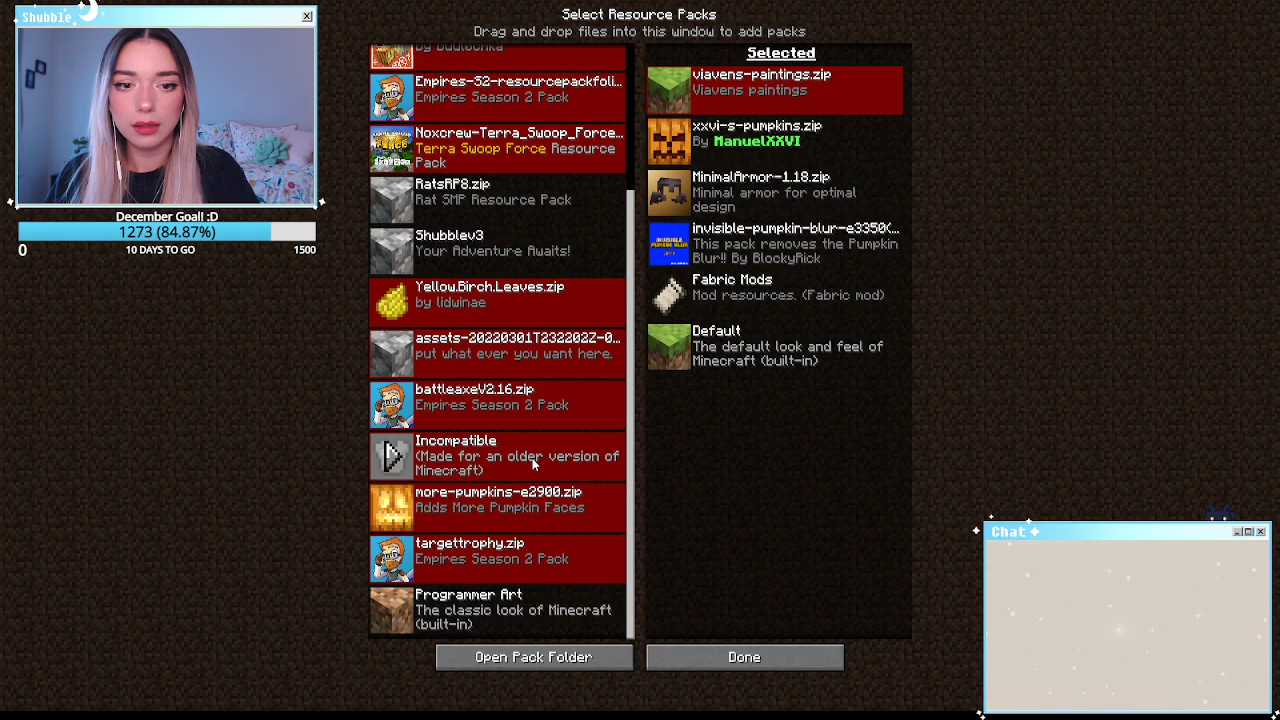 Shubble
December Goal! :D
1273 (84.87%)
0
10 DAYS TO GO
1500
Select Resource Packs
Drag and drop files into this window to add packs
Empires-S2-resourcepackfoli...
Empires Season 2 Pack
Noxcrew-Terra_Swoop_Force...
Terra Swoop Force Resource
Pack
RatsRP8.zip
Rat SMP Resource Pack
Shubblev3
Your Adventure Awaits!
Yellow.Birch.Leaves.zip
by lidwinae
assets-20220301T232202Z-0...
put what ever you want here.
battleaxeV2.16.zip
Empires Season 2 Pack
Incompatible
(Made for an older version of
Minecraft)
more-pumpkins-e2900.zip
Adds More Pumpkin Faces
targettrophy.zip
Empires Season 2 Pack
Programmer Art
The classic look of Minecraft
(built-in)
Open Pack Folder
Selected
viavens-paintings.zip
Viavens paintings
xxvi-s-pumpkins.zip
By ManuelXXVI
MinimalArmor-1.18.zip
Minimal armor for optimal
design
invisible-pumpkin-blur-e3350(...
This pack removes the Pumpkin
Blur!! By BlockyRick
Fabric Mods
Mod resources. (Fabric mod)
Default
The default look and feel of
Minecraft (built-in)
Done
Chat